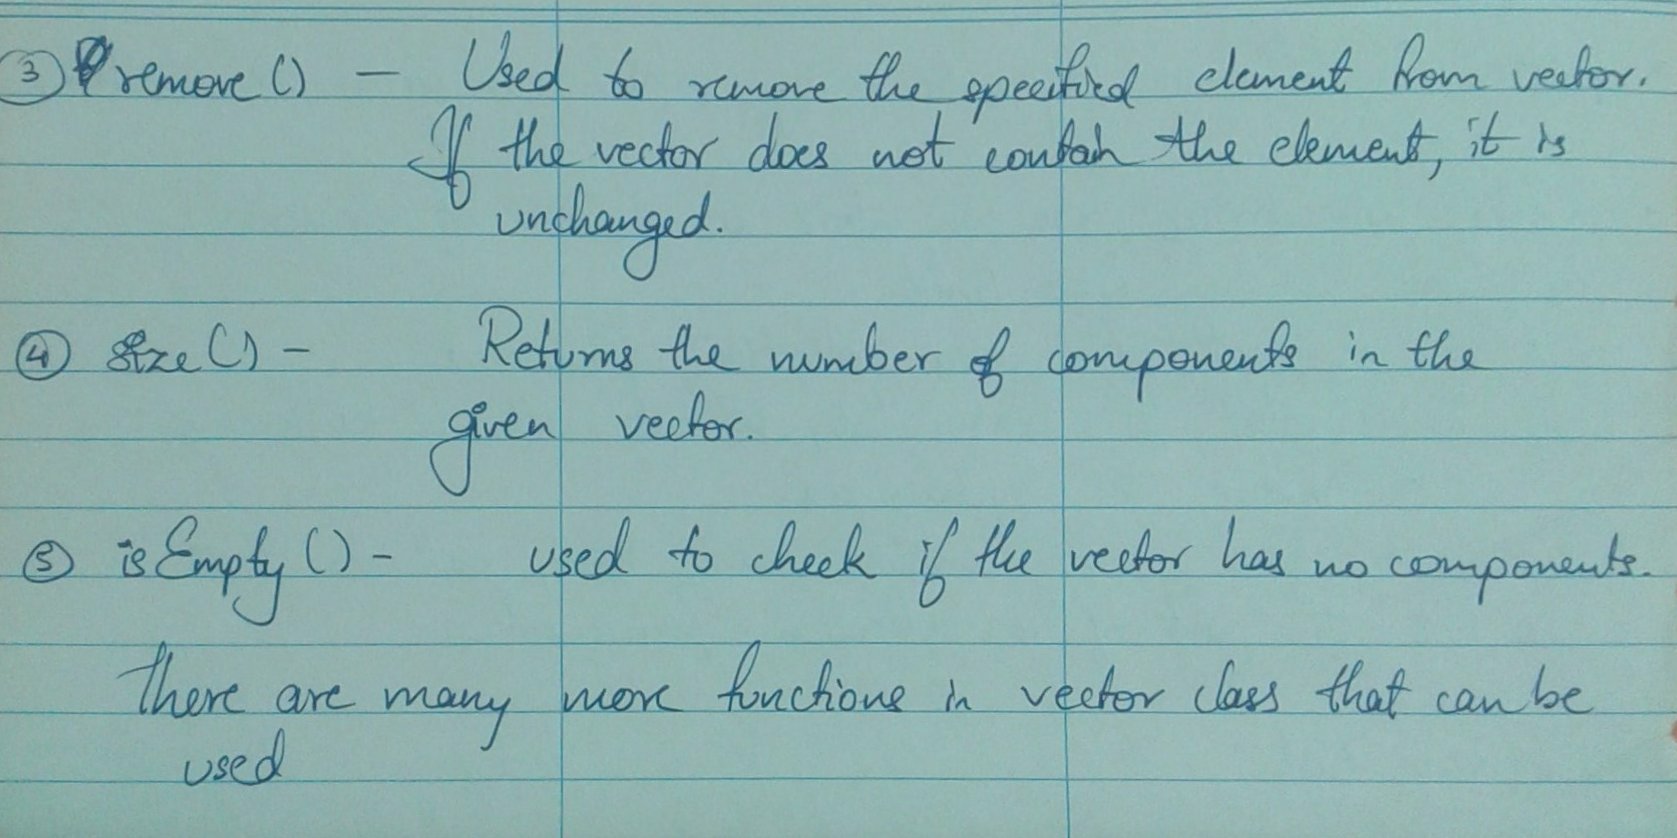 ③ remove () – Used to remove the specified element from vector.
If the vector does not contain the element, it is
unchanged.
④ size () – Returns the number of components in the
given vector.
⑤ isEmpty () – used to check if the vector has no components.
There are many more functions in vector class that can be
used